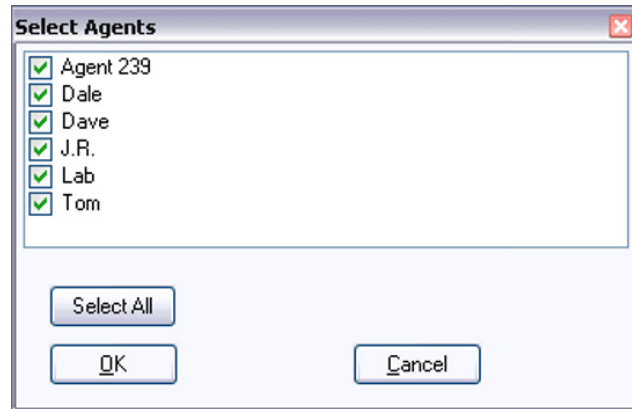 Select Agents
Agent 239
Dale
Dave
J.R.
Lab
Tom
Select All
OK
Cancel